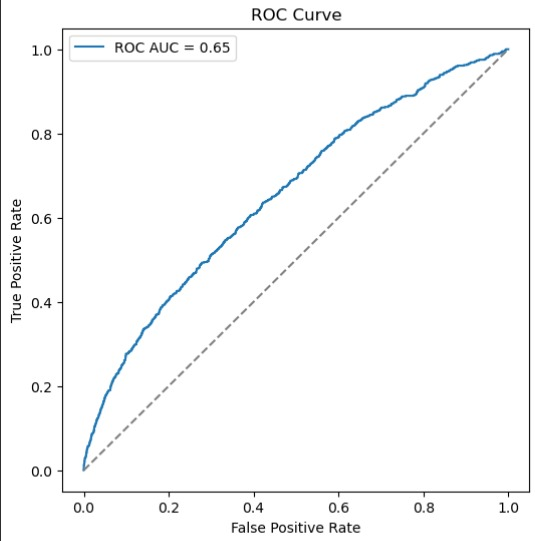 ROC Curve
ROC AUC = 0.65
True Positive Rate
1.0
0.8
0.6
0.4
0.2
0.0
0.0 0.2 0.4 0.6 0.8 1.0
False Positive Rate